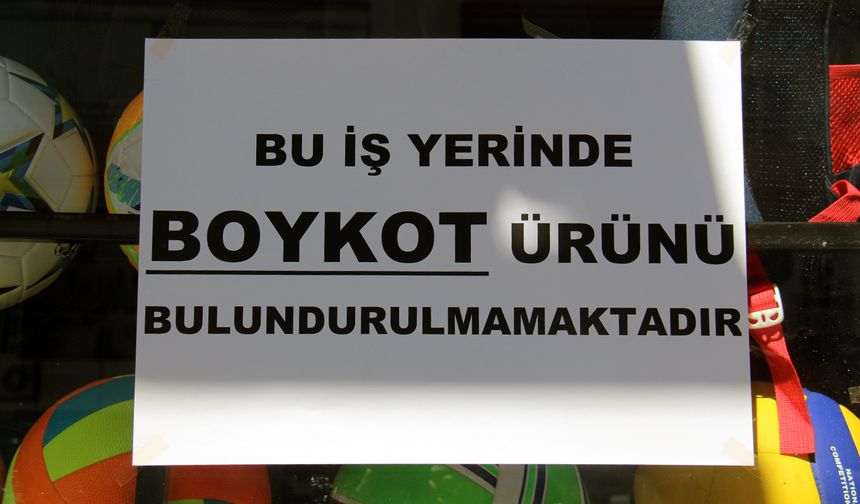 BU İŞ YERİNDE
BOYKOT ÜRÜNÜ
BULUNDURULMAMAKTADIR